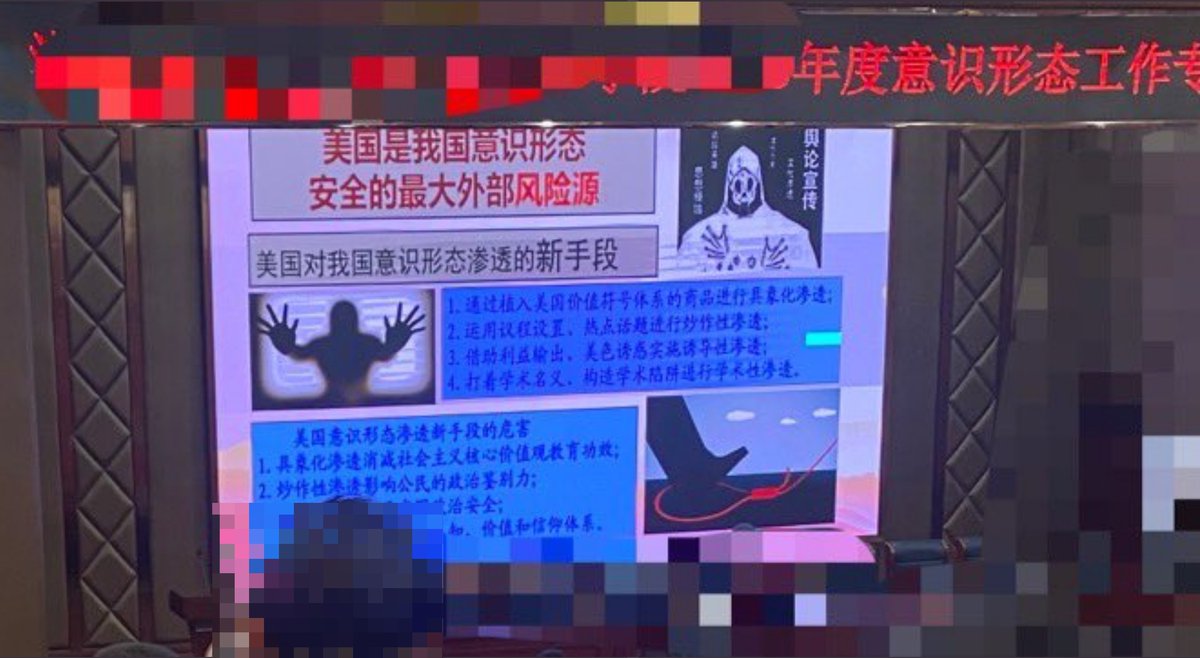 年度意识形态工作专
美国是我国意识形态
安全的最大外部风险源
舆论宣传
美国对我国意识形态渗透的新手段
1. 通过植入美国价值符号体系的商品进行具象化渗透;
2. 运用议程设置、热点话题进行炒作性渗透;
3. 借助利益输出、美色诱惑实施诱导性渗透;
4. 打着学术名义、构造学术陷阱进行学术性渗透。
美国意识形态渗透新手段的危害
1. 具象化渗透消减社会主义核心价值观教育功效;
2. 炒作性渗透影响公民的政治鉴别力;
政治安全;
知、价值和信仰体系。